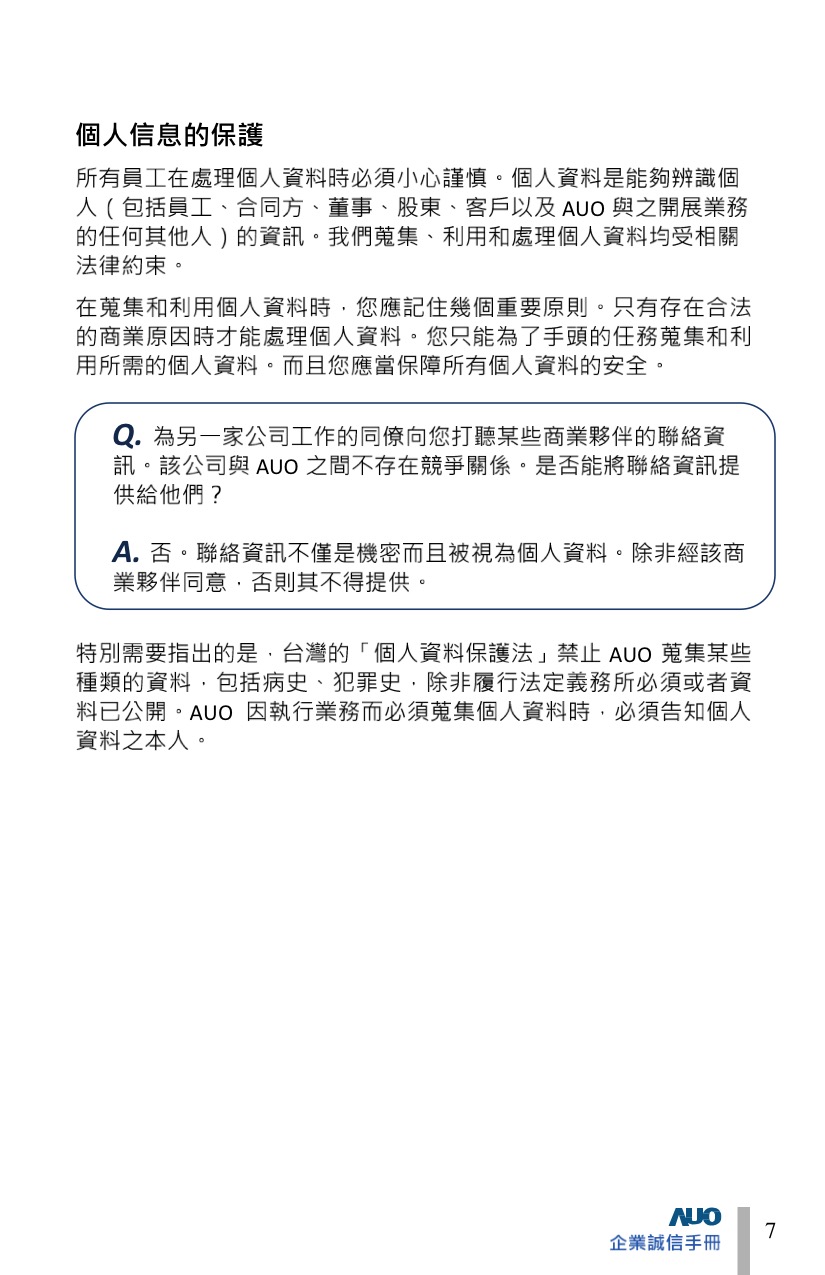 個人信息的保護
所有員工在處理個人資料時必須小心謹慎。個人資料是能夠辨識個
人（包括員工、合同方、董事、股東、客戶以及 AUO 與之開展業務
的任何其他人）的資訊。我們蒐集、利用和處理個人資料均受相關
法律約束。
在蒐集和利用個人資料時，您應記住幾個重要原則。只有存在合法
的商業原因時才能處理個人資料。您只能為了手頭的任務蒐集和利
用所需的個人資料。而且您應當保障所有個人資料的安全。
Q. 為另一家公司工作的同僚向您打聽某些商業夥伴的聯絡資
訊。該公司與 AUO 之間不存在競爭關係。是否能將聯絡資訊提
供給他們？
A. 否。聯絡資訊不僅是機密而且被視為個人資料。除非經該商
業夥伴同意，否則其不得提供。
特別需要指出的是，台灣的「個人資料保護法」禁止 AUO 蒐集某些
種類的資料，包括病史、犯罪史，除非履行法定義務所必須或者資
料已公開。AUO 因執行業務而必須蒐集個人資料時，必須告知個人
資料之本人。
AUO
企業誠信手冊
7